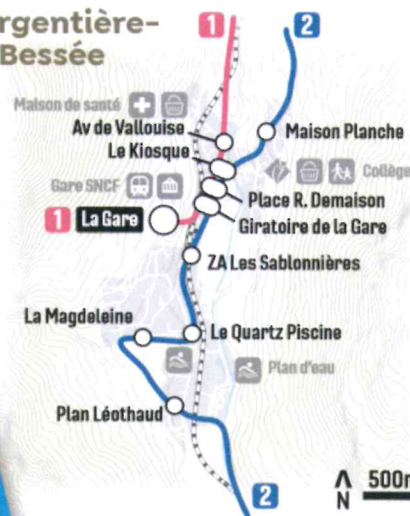 rgentière-
Bessée
1
2
Maison de santé
Av de Vallouise
Maison Planche
Le Kiosque
Collège
Gare SNCF
Place R. Demaison
1 La Gare
Giratoire de la Gare
ZA Les Sablonnières
La Magdeleine
Le Quartz Piscine
Plan d'eau
Plan Léothaud
2
N
500m